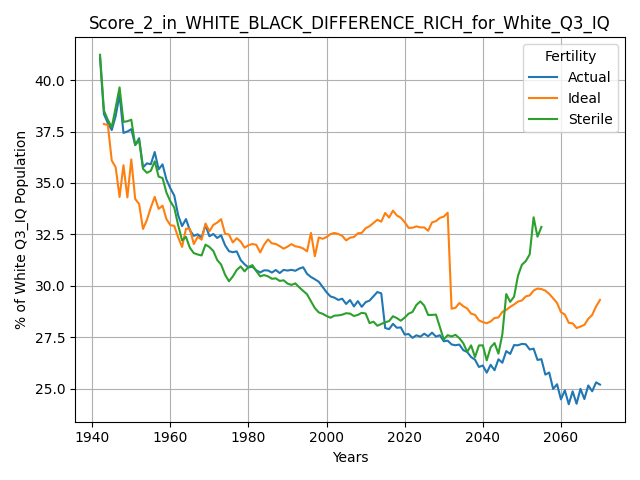 Score_2_in_WHITE_BLACK_DIFFERENCE_RICH_for_White_Q3_IQ
Fertility
Actual
Ideal
Sterile
% of White Q3_IQ Population
40.0
37.5
35.0
32.5
30.0
27.5
25.0
1940 1960 1980 2000 2020 2040 2060
Years